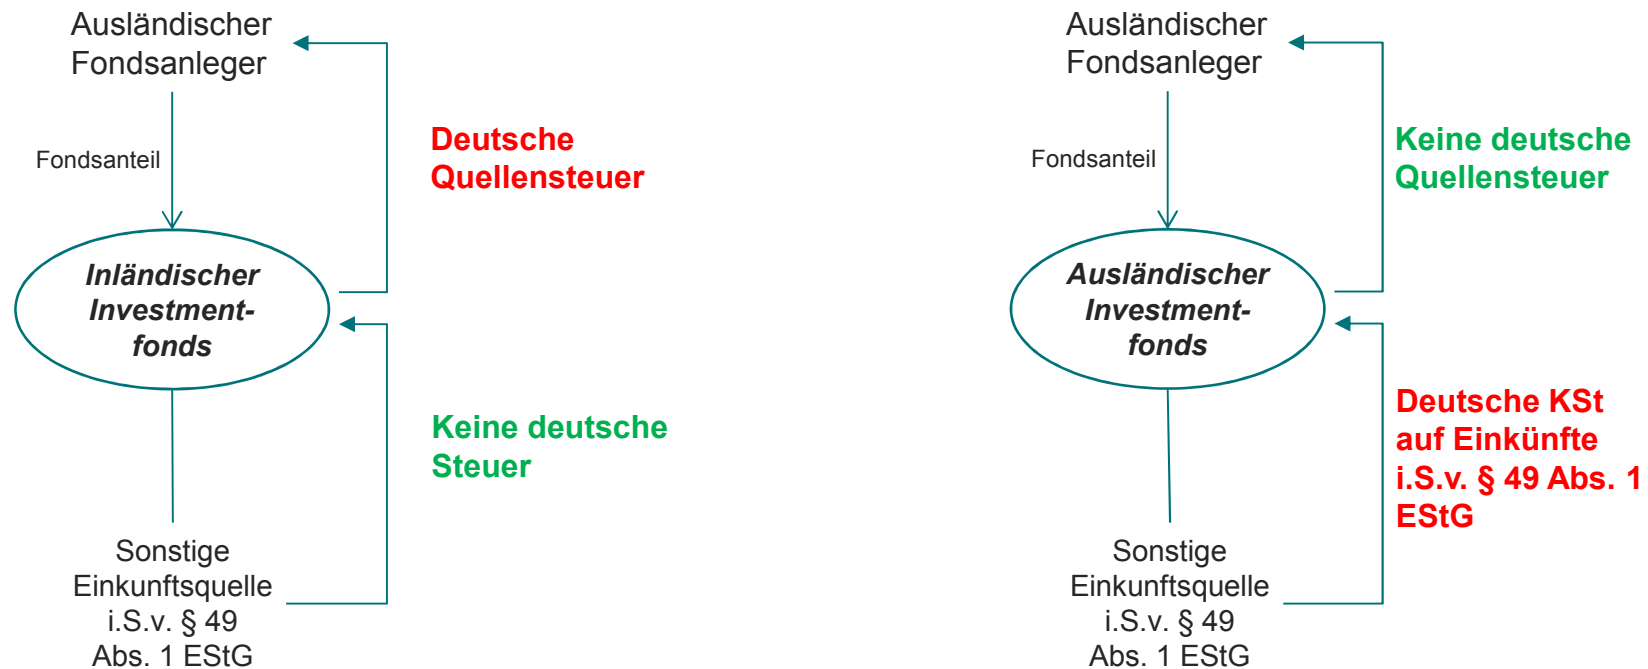 Ausländischer
Fondsanleger
Deutsche
Quellensteuer
Fondsanteil
Inländischer
Investment-
fonds
Keine deutsche
Steuer
Sonstige
Einkunftsquelle
i.S.v. § 49
Abs. 1 EStG
Ausländischer
Fondsanleger
Keine deutsche
Quellensteuer
Fondsanteil
Ausländischer
Investment-
fonds
Deutsche KSt
auf Einkünfte
i.S.v. § 49 Abs. 1
EStG
Sonstige
Einkunftsquelle
i.S.v. § 49
Abs. 1 EStG